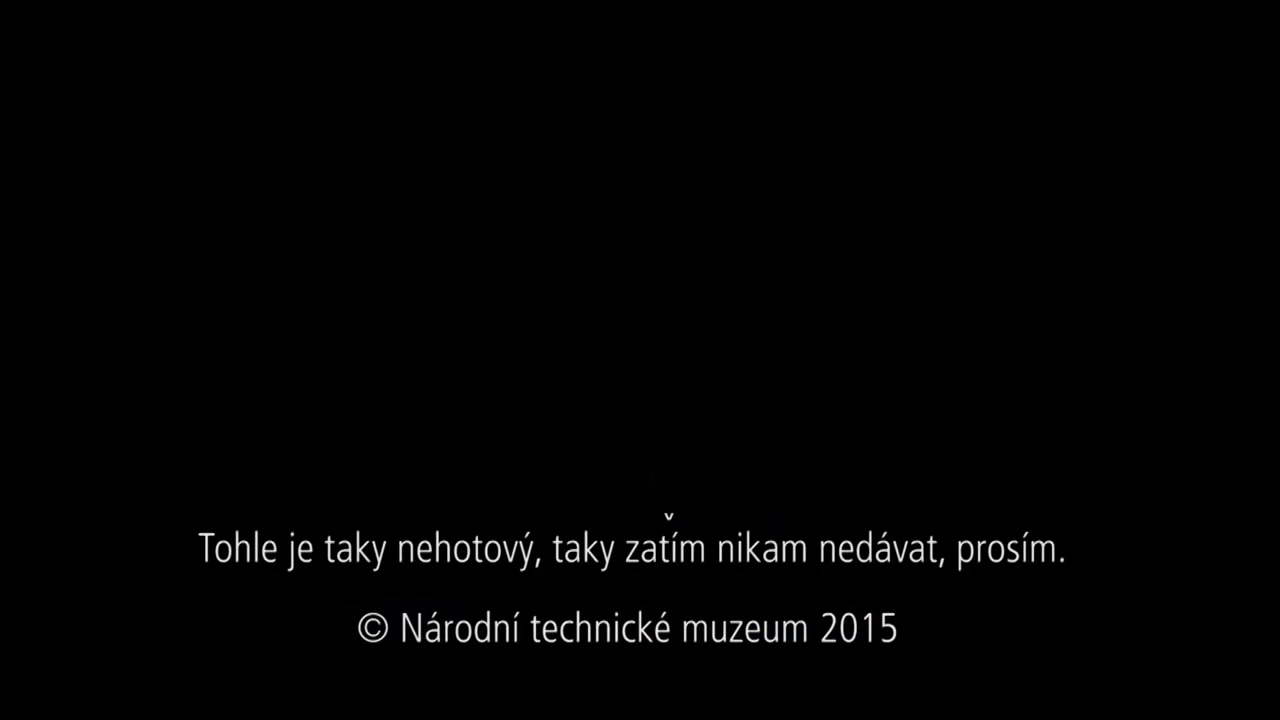 Tohle je taky nehotový, taky zatím nikam nedávat, prosím.
© Národní technické muzeum 2015